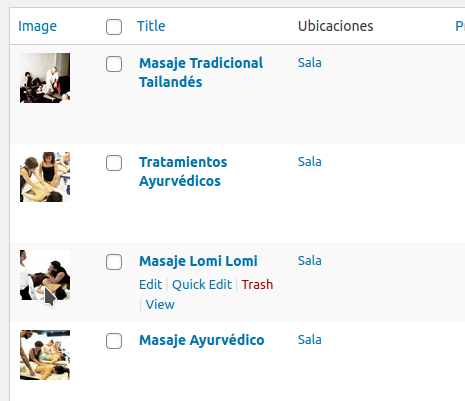 Image Title Ubicaciones
Masaje Tradicional Tailandés Sala
Tratamientos Ayurvédicos Sala
Masaje Lomi Lomi Sala
Edit | Quick Edit | Trash
| View
Masaje Ayurvédico Sala